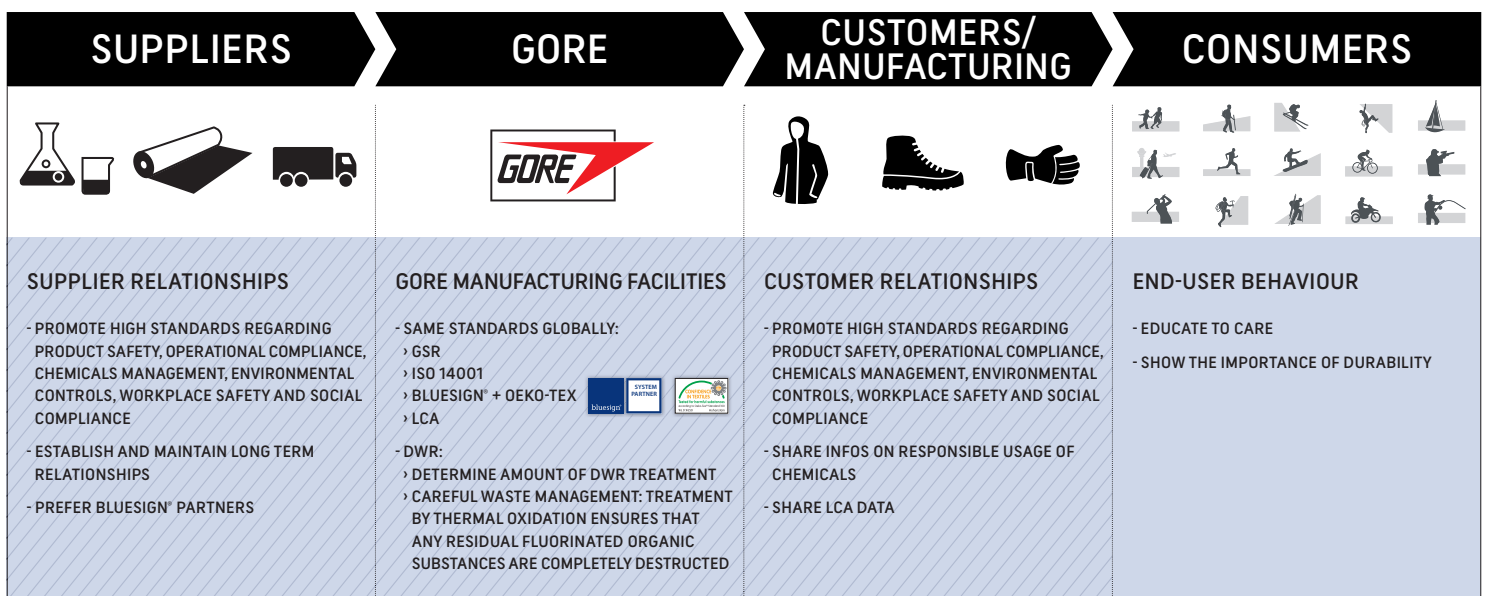 SUPPLIERS
GORE
CUSTOMERS/
MANUFACTURING
CONSUMERS
GORE
SUPPLIER RELATIONSHIPS
- PROMOTE HIGH STANDARDS REGARDING
PRODUCT SAFETY, OPERATIONAL COMPLIANCE,
CHEMICALS MANAGEMENT, ENVIRONMENTAL
CONTROLS, WORKPLACE SAFETY AND SOCIAL
COMPLIANCE
- ESTABLISH AND MAINTAIN LONG TERM
RELATIONSHIPS
- PREFER BLUESIGN® PARTNERS
GORE MANUFACTURING FACILITIES
- SAME STANDARDS GLOBALLY:
› GSR
› ISO 14001
› BLUESIGN® + OEKO-TEX
› LCA
bluesign®
SYSTEM
PARTNER
CONFIDENCE
IN TEXTILES
- DWR:
› DETERMINE AMOUNT OF DWR TREATMENT
› CAREFUL WASTE MANAGEMENT: TREATMENT
BY THERMAL OXIDATION ENSURES THAT
ANY RESIDUAL FLUORINATED ORGANIC
SUBSTANCES ARE COMPLETELY DESTRUCTED
CUSTOMER RELATIONSHIPS
- PROMOTE HIGH STANDARDS REGARDING
PRODUCT SAFETY, OPERATIONAL COMPLIANCE,
CHEMICALS MANAGEMENT, ENVIRONMENTAL
CONTROLS, WORKPLACE SAFETY AND SOCIAL
COMPLIANCE
- SHARE INFOS ON RESPONSIBLE USAGE OF
CHEMICALS
- SHARE LCA DATA
END-USER BEHAVIOUR
- EDUCATE TO CARE
- SHOW THE IMPORTANCE OF DURABILITY